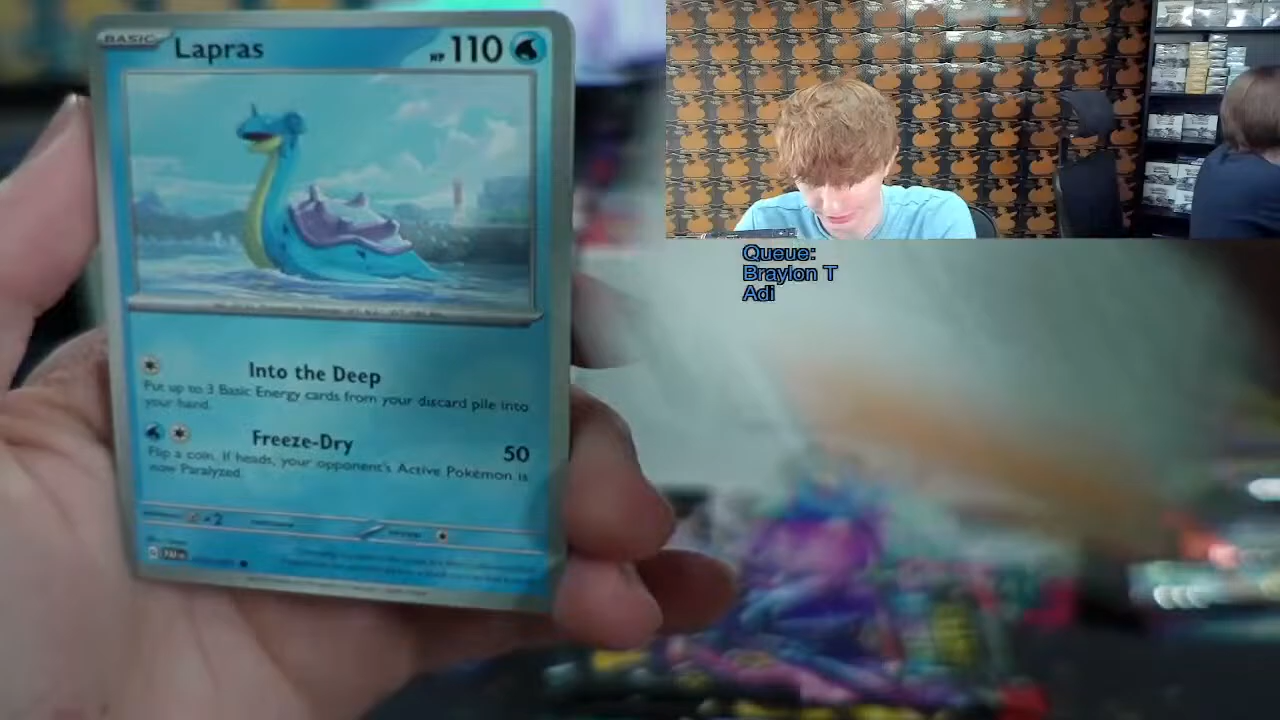 BASIC
Lapras
HP 110
Into the Deep
Put up to 3 Basic Energy cards from your discard pile into
your hand.
Freeze-Dry 50
Flip a coin. If heads, your opponent's Active Pokémon is
now Paralyzed.
×2
PAR
Queue:
Braylon T
Adi